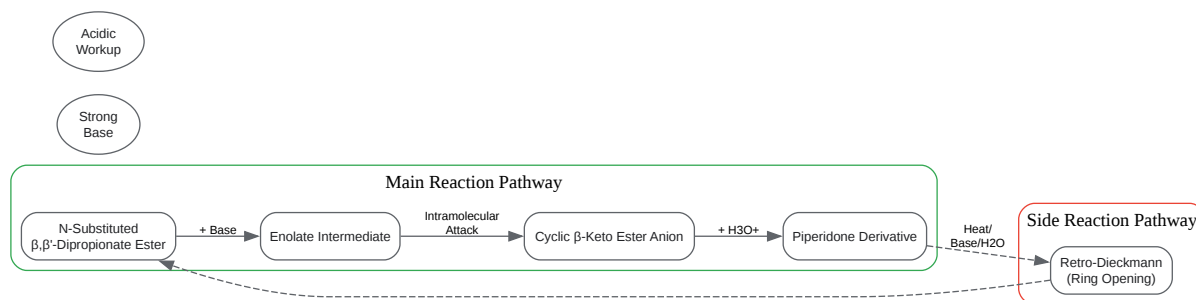 Acidic
Workup
Strong
Base
Main Reaction Pathway
N-Substituted
β,β'-Dipropionate Ester
+ Base
Enolate Intermediate
Intramolecular
Attack
Cyclic β-Keto Ester Anion
+ H3O+
Piperidone Derivative
Heat/
Base/H2O
Side Reaction Pathway
Retro-Dieckmann
(Ring Opening)